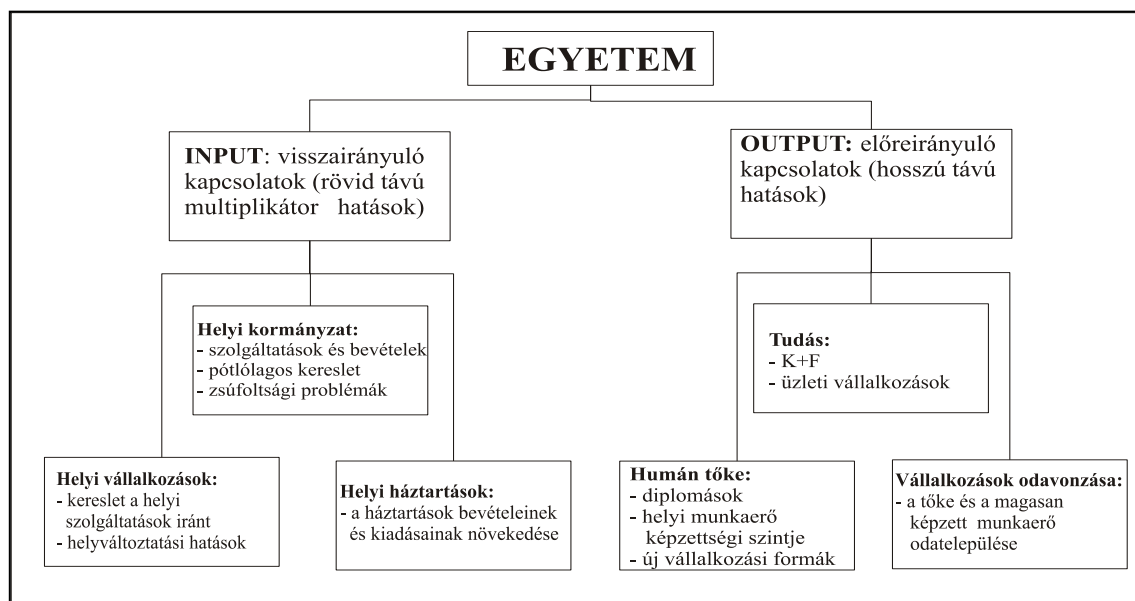 EGYETEM
INPUT: visszairányuló
kapcsolatok (rövid távú
multiplikátor hatások)
OUTPUT: előreirányuló
kapcsolatok (hosszú távú
hatások)
Helyi kormányzat:
- szolgáltatások és bevételek
- pótlólagos kereslet
- zsúfoltsági problémák
Tudás:
- K+F
- üzleti vállalkozások
Helyi vállalkozások:
- kereslet a helyi
szolgáltatások iránt
- helyváltoztatási hatások
Helyi háztartások:
- a háztartások bevételeinek
és kiadásainak növekedése
Humán tőke:
- diplomások
- helyi munkaerő
képzettségi szintje
- új vállalkozási formák
Vállalkozások odavonzása:
- a tőke és a magasan
képzett munkaerő
odatelepülése